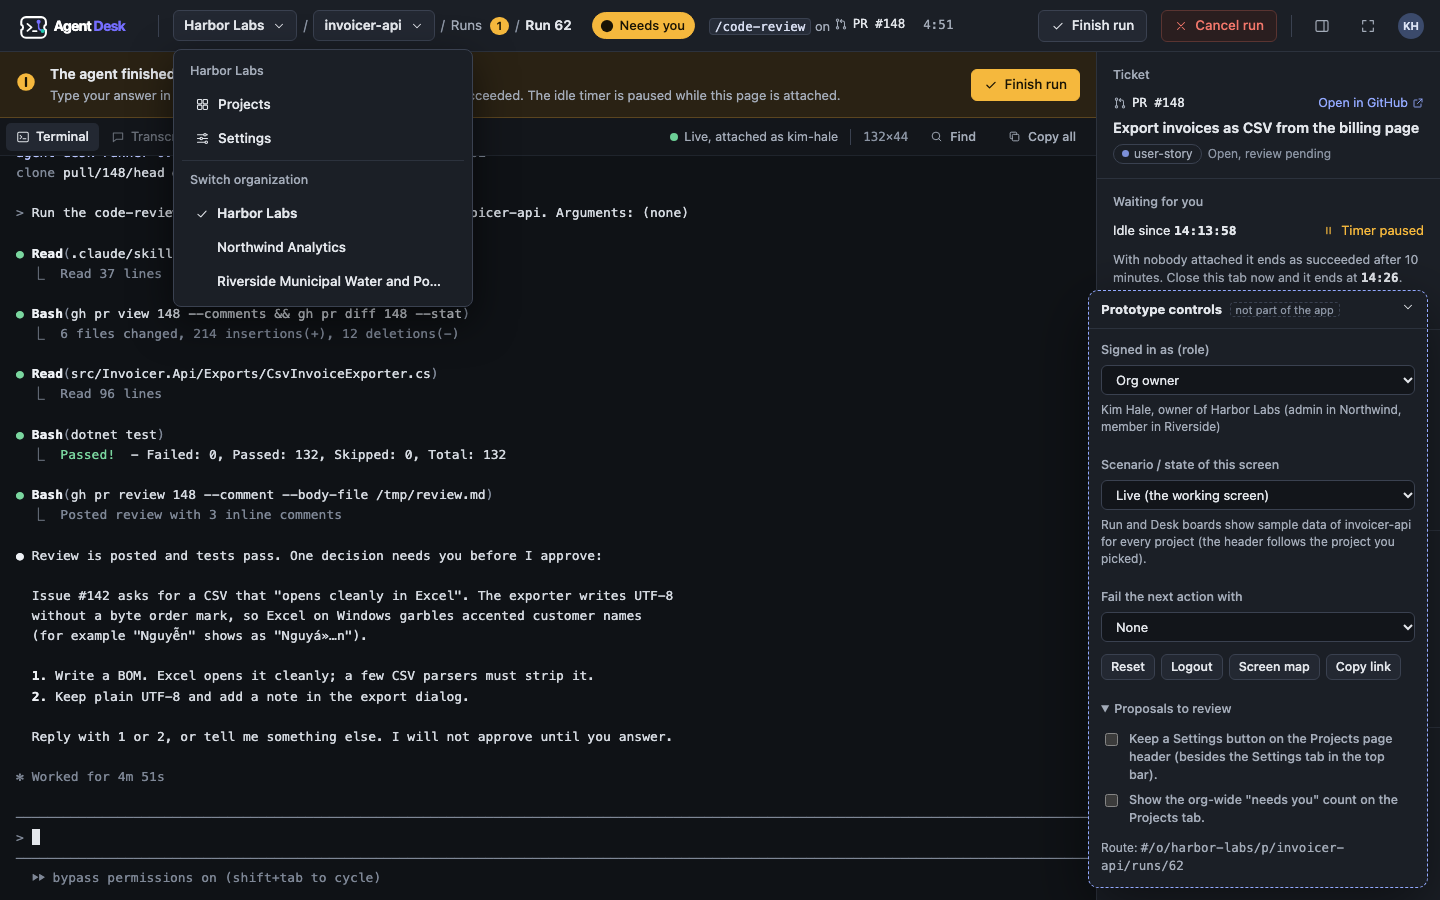 Agent Desk
Harbor Labs / invoicer-api / Runs 1 / Run 62
Needs you
/code-review on PR #148 4:51
Finish run
Cancel run
KH
Harbor Labs
Projects
Settings
Switch organization
Harbor Labs
Northwind Analytics
Riverside Municipal Water and Po...
The agent finished
Type your answer in
ceeded. The idle timer is paused while this page is attached.
Finish run
Terminal
Transc
Live, attached as kim-hale
132×44
Find
Copy all
clone pull/148/head
> Run the code-revie
oicer-api. Arguments: (none)
Read(.claude/skill
Read 37 lines
Bash(gh pr view 148 --comments && gh pr diff 148 --stat)
6 files changed, 214 insertions(+), 12 deletions(-)
Read(src/Invoicer.Api/Exports/CsvInvoiceExporter.cs)
Read 96 lines
Bash(dotnet test)
Passed! - Failed: 0, Passed: 132, Skipped: 0, Total: 132
Bash(gh pr review 148 --comment --body-file /tmp/review.md)
Posted review with 3 inline comments
Review is posted and tests pass. One decision needs you before I approve:
Issue #142 asks for a CSV that "opens cleanly in Excel". The exporter writes UTF-8
without a byte order mark, so Excel on Windows garbles accented customer names
(for example "Nguyễn" shows as "Nguyá»…n").
1. Write a BOM. Excel opens it cleanly; a few CSV parsers must strip it.
2. Keep plain UTF-8 and add a note in the export dialog.
Reply with 1 or 2, or tell me something else. I will not approve until you answer.
✻ Worked for 4m 51s
>
bypass permissions on (shift+tab to cycle)
Ticket
PR #148
Open in GitHub
Export invoices as CSV from the billing page
user-story
Open, review pending
Waiting for you
Idle since 14:13:58
Timer paused
With nobody attached it ends as succeeded after 10
minutes. Close this tab now and it ends at 14:26.
Prototype controls
not part of the app
Signed in as (role)
Org owner
Kim Hale, owner of Harbor Labs (admin in Northwind,
member in Riverside)
Scenario / state of this screen
Live (the working screen)
Run and Desk boards show sample data of invoicer-api
for every project (the header follows the project you
picked).
Fail the next action with
None
Reset
Logout
Screen map
Copy link
▼ Proposals to review
Keep a Settings button on the Projects page
header (besides the Settings tab in the top
bar).
Show the org-wide "needs you" count on the
Projects tab.
Route: #/o/harbor-labs/p/invoicer-
api/runs/62